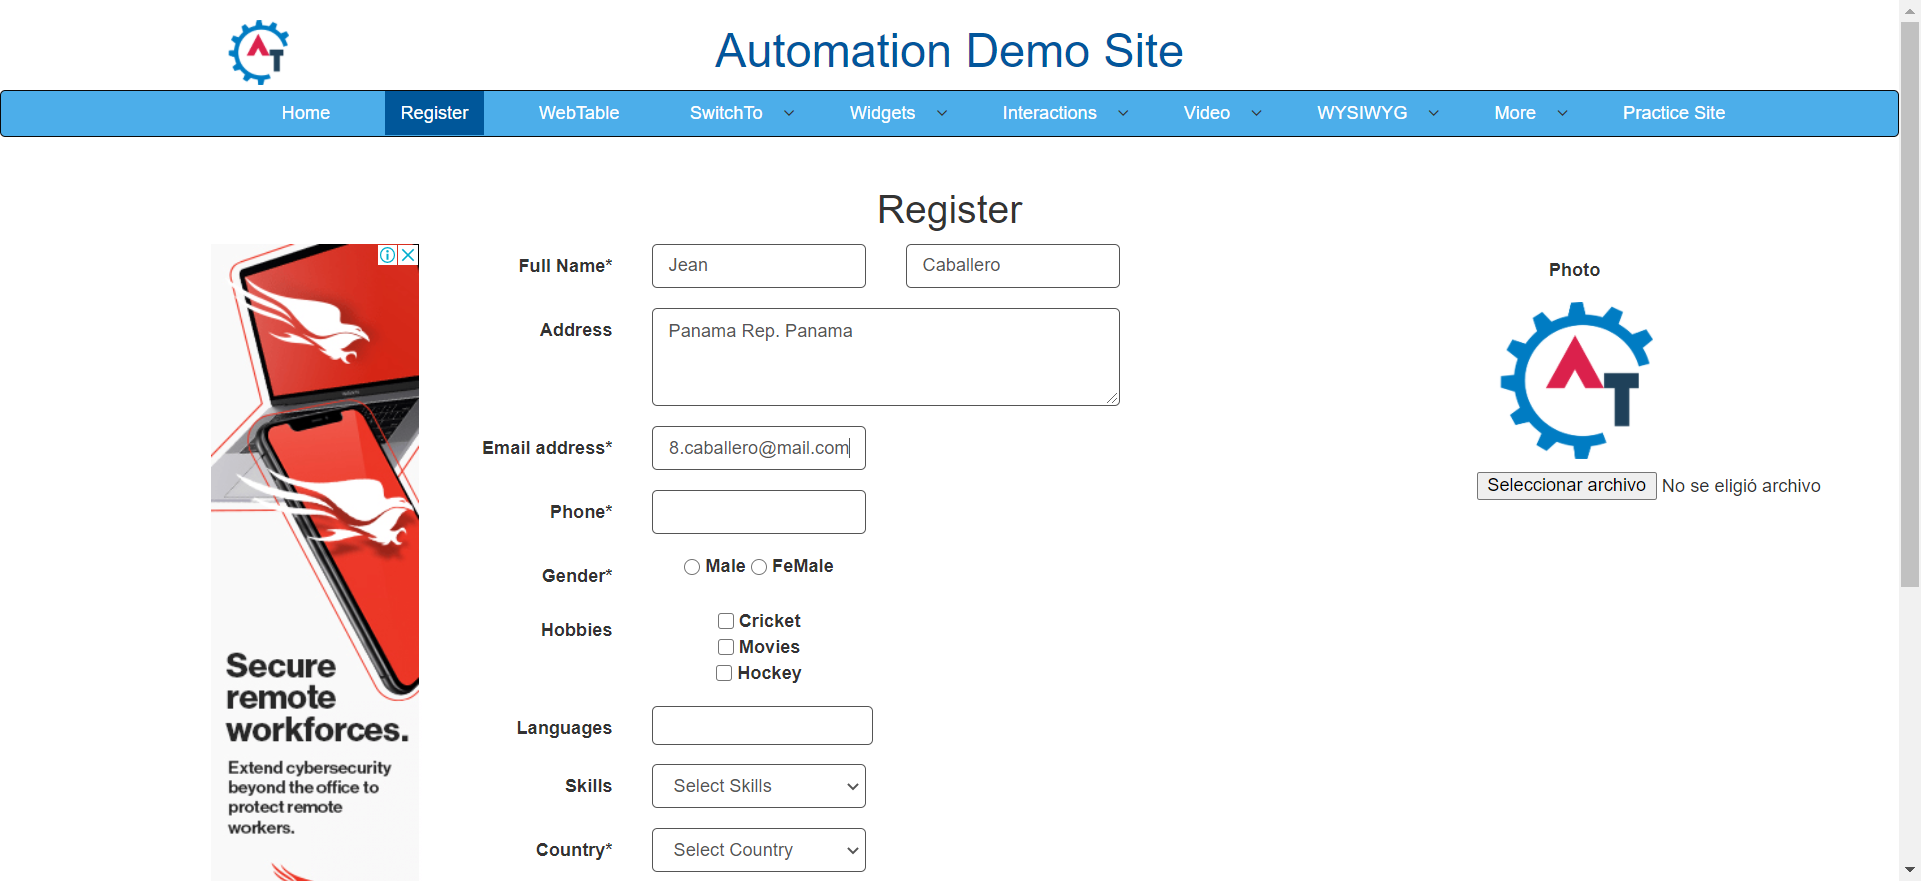 Automation Demo Site
Home Register WebTable SwitchTo Widgets Interactions Video WYSIWYG More Practice Site
Register
Full Name* Jean Caballero
Photo
Address Panama Rep. Panama
Email address* 8.caballero@mail.com
Seleccionar archivo No se eligió archivo
Phone*
Gender* Male FeMale
Hobbies
Cricket
Movies
Hockey
Languages
Skills Select Skills
Country* Select Country
Secure
remote
workforces.
Extend cybersecurity
beyond the office to
protect remote
workers.
AT
AT